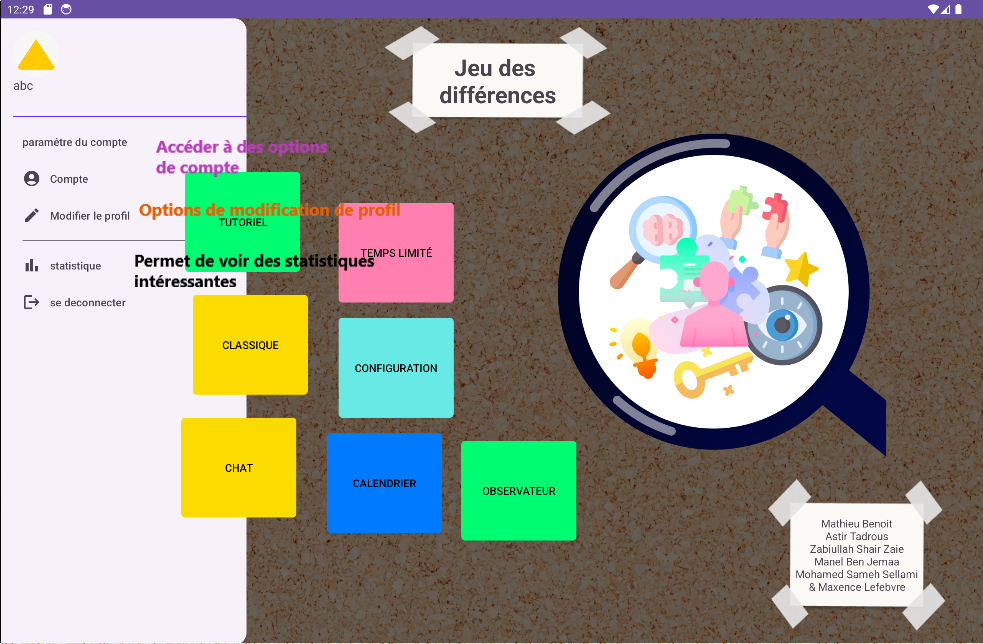 12:29
abc
paramétre du compte
Compte
Modifier le profil
statistique
se deconnecter
Accéder à des options
de compte
Options de modification de profil
Permet de voir des statistiques
intéressantes
Jeu des
différences
TUTORIEL
TEMPS LIMITÉ
CLASSIQUE
CONFIGURATION
CHAT
CALENDRIER
OBSERVATEUR
Mathieu Benoit
Astir Tadrous
Zabiullah Shair Zaie
Manel Ben Jemaa
Mohamed Sameh Sellami
& Maxence Lefebvre